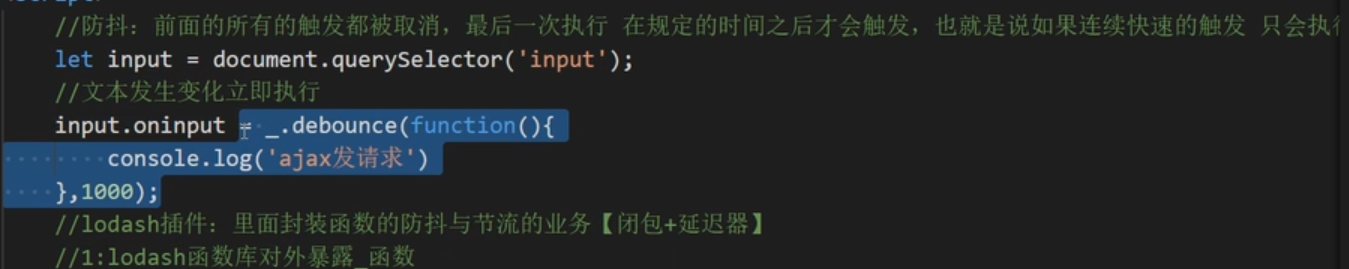 //防抖：前面的所有的触发都被取消，最后一次执行 在规定的时间之后才会触发，也就是说如果连续快速的触发 只会执
let input = document.querySelector('input');
//文本发生变化立即执行
input.oninput = _.debounce(function(){
console.log('ajax发请求')
},1000);
//lodash插件：里面封装函数的防抖与节流的业务【闭包+延迟器】
//1:lodash函数库对外暴露_函数